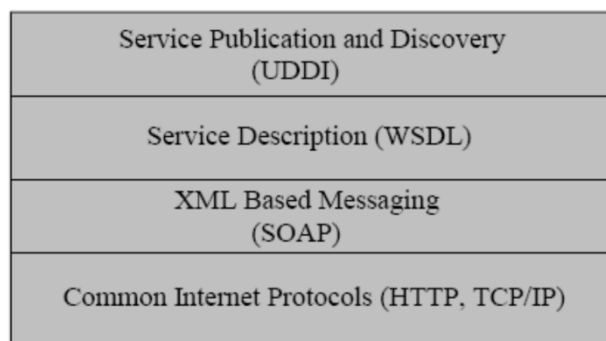 Service Publication and Discovery
(UDDI)
Service Description (WSDL)
XML Based Messaging
(SOAP)
Common Internet Protocols (HTTP, TCP/IP)